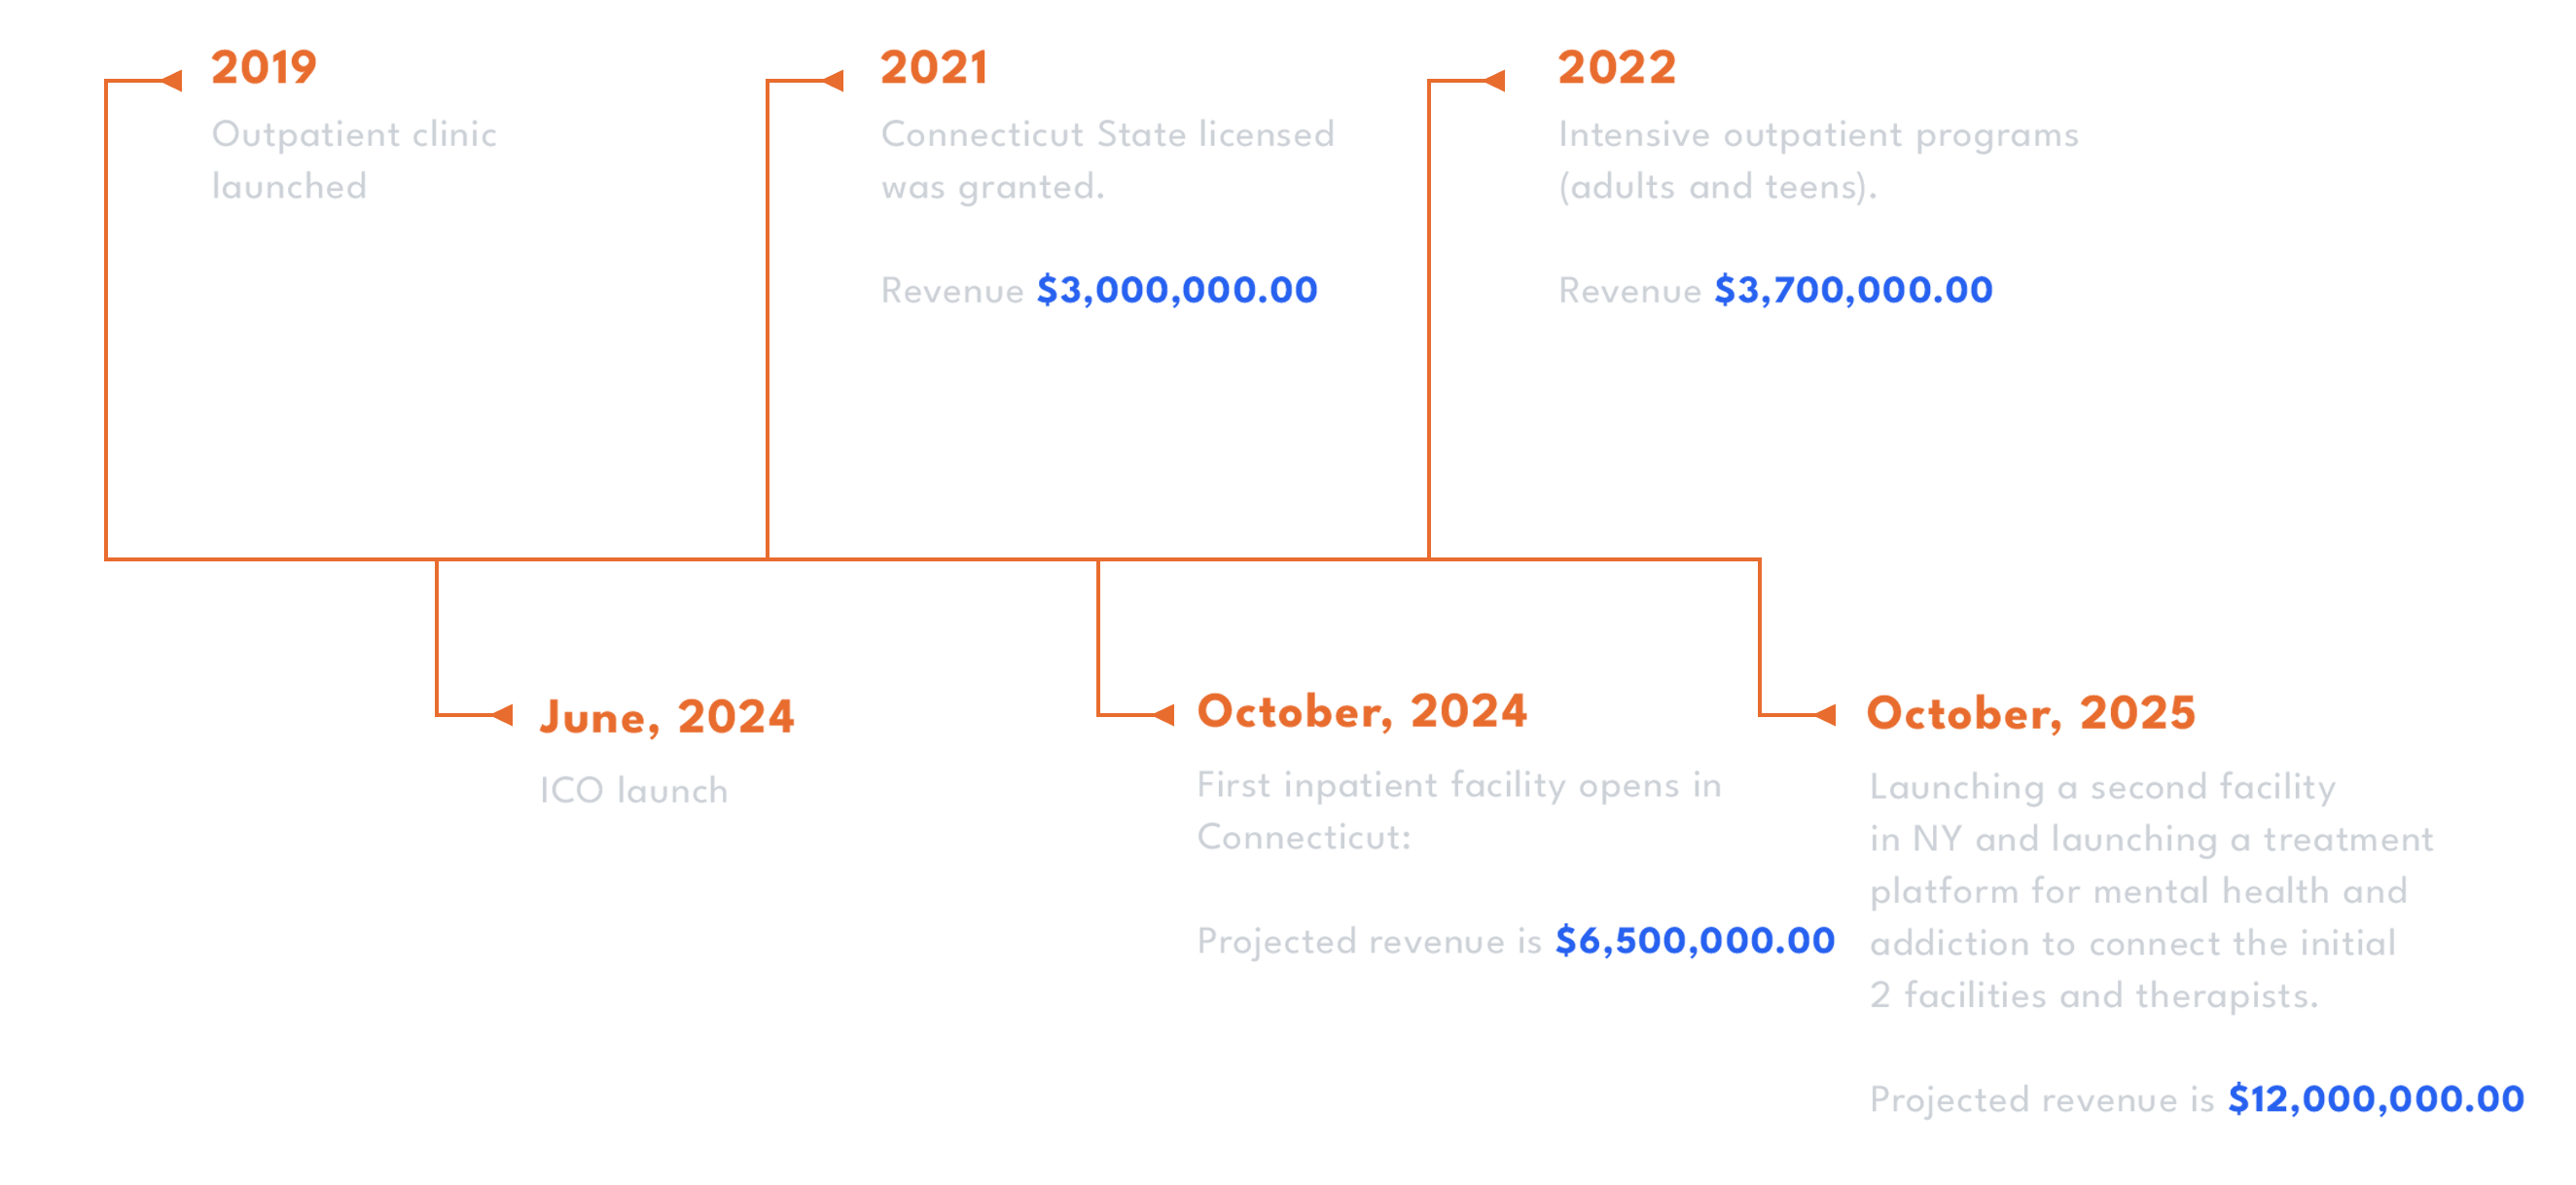 2019
Outpatient clinic
launched
2021
Connecticut State licensed
was granted.
Revenue $3,000,000.00
2022
Intensive outpatient programs
(adults and teens).
Revenue $3,700,000.00
June, 2024
ICO launch
October, 2024
First inpatient facility opens in
Connecticut:
Projected revenue is $6,500,000.00
October, 2025
Launching a second facility
in NY and launching a treatment
platform for mental health and
addiction to connect the initial
2 facilities and therapists.
Projected revenue is $12,000,000.00